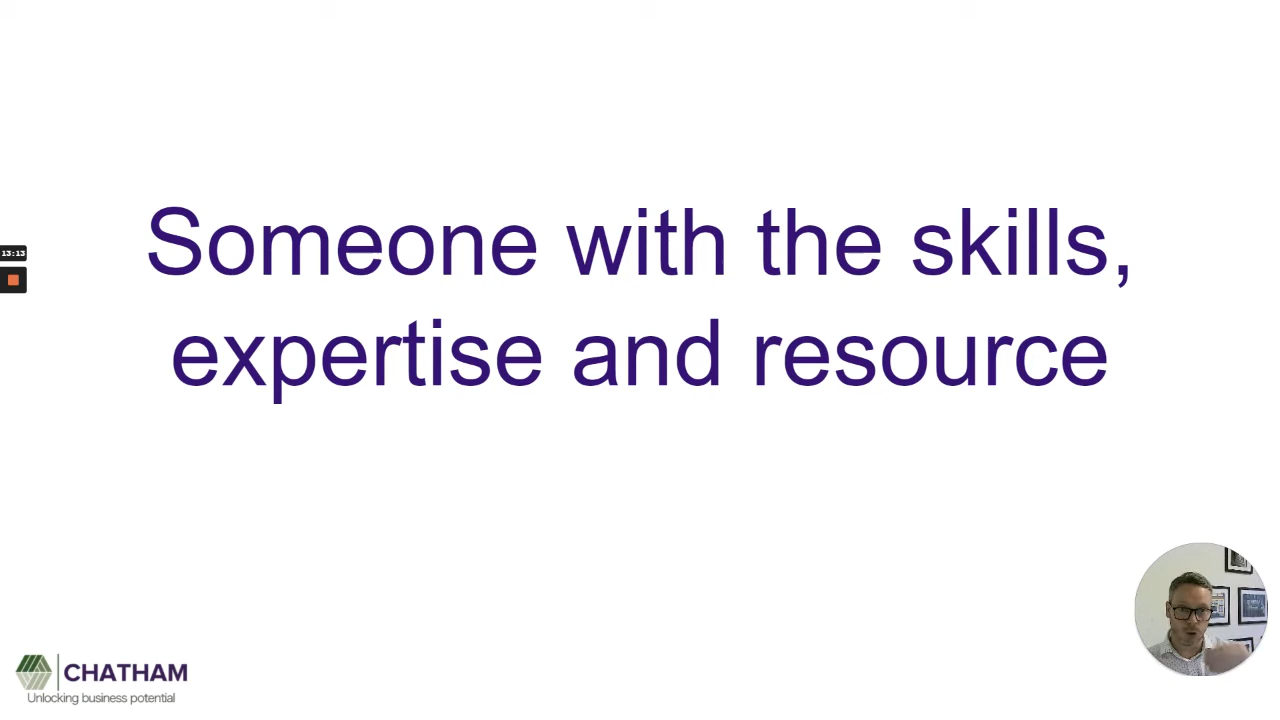 Someone with the skills,
expertise and resource
13:13
CHATHAM
Unlocking business potential